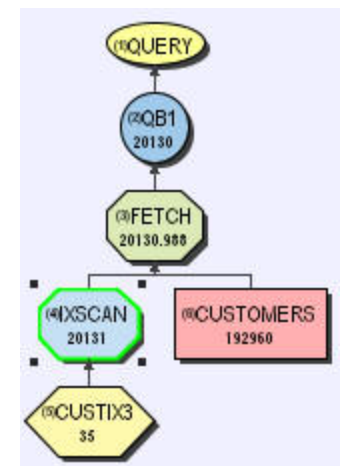 (1)QUERY
(2)QB1
20130
(3)FETCH
20130.988
(4)IXSCAN
20131
(6)CUSTOMERS
192960
(5)CUSTIX3
35